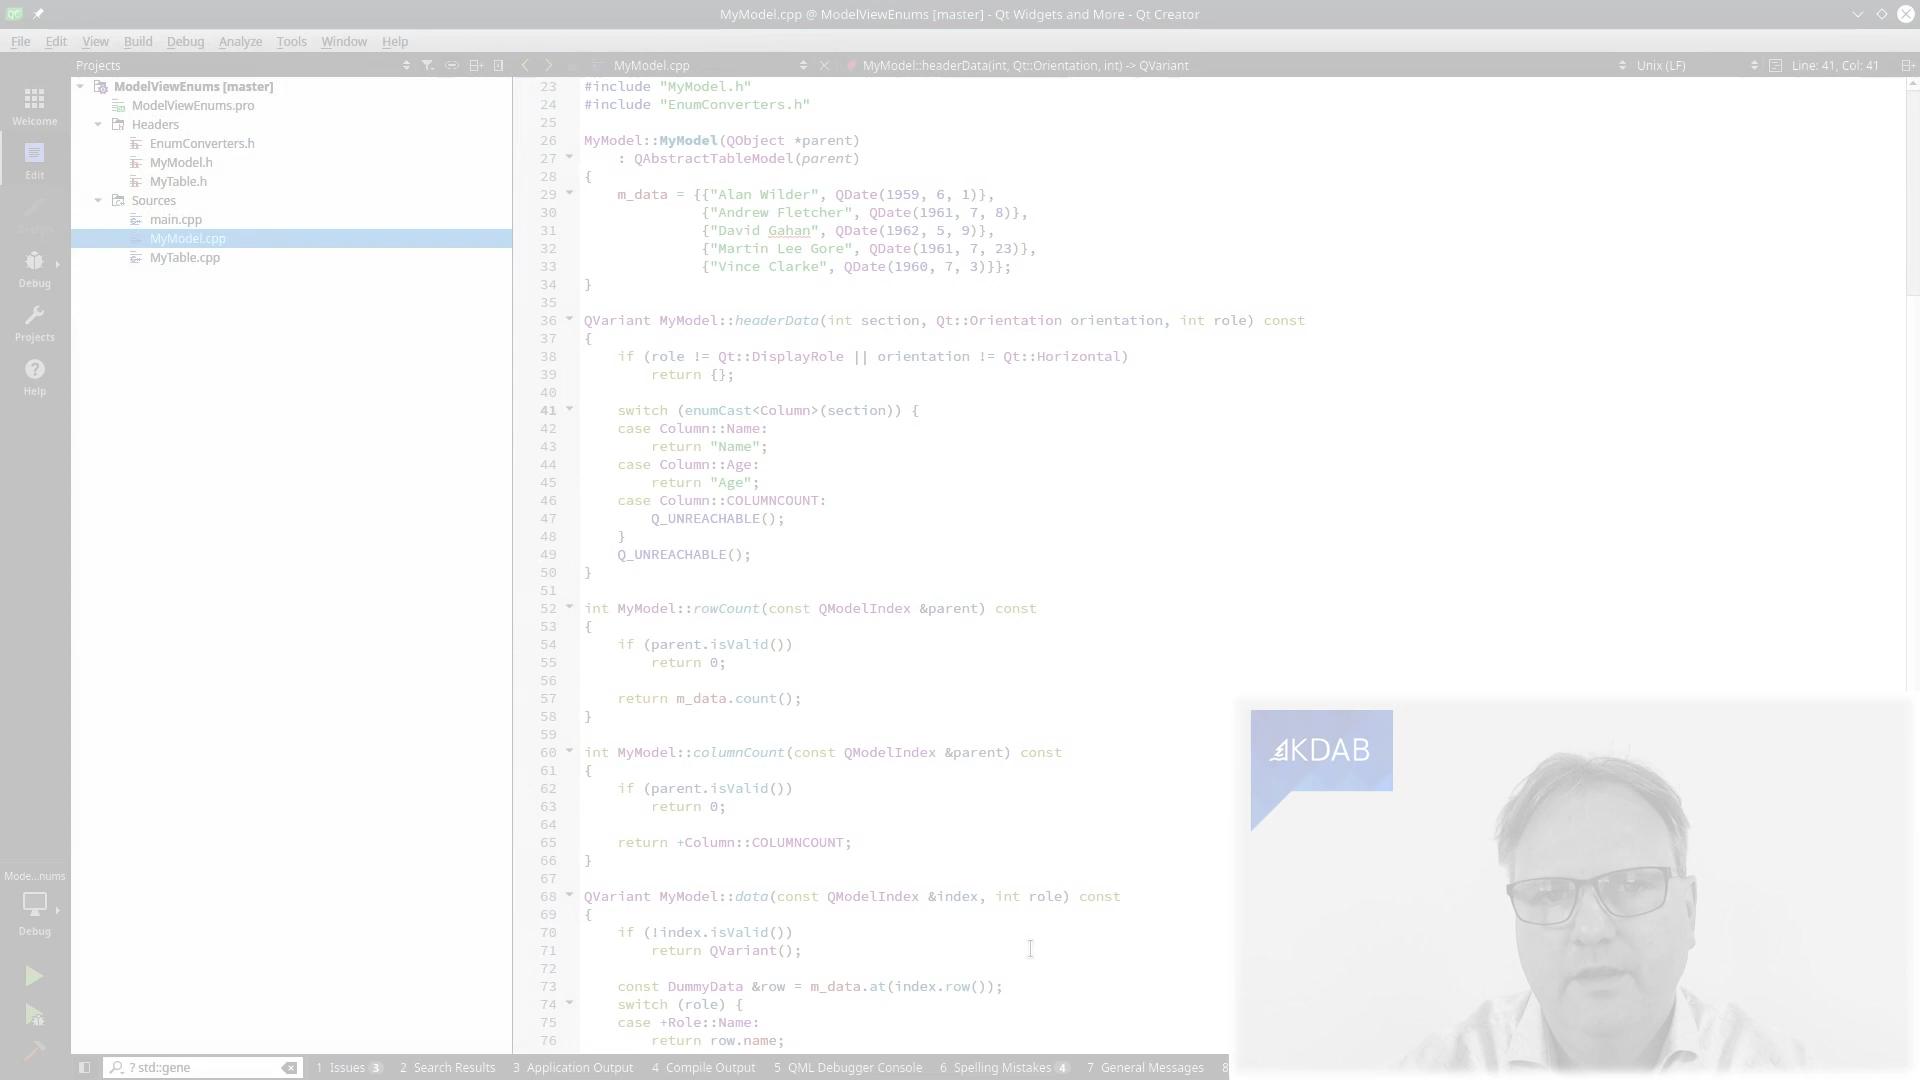 MyModel.cpp @ ModelViewEnums [master] - Qt Widgets and More - Qt Creator
File Edit View Build Debug Analyze Tools Window Help
Projects
MyModel.cpp
MyModel::headerData(int, Qt::Orientation, int) -> QVariant
Unix (LF)
Line: 41, Col: 41
Welcome
Edit
Debug
Projects
Help
Mode...nums
Debug
ModelViewEnums [master]
ModelViewEnums.pro
Headers
EnumConverters.h
MyModel.h
MyTable.h
Sources
main.cpp
MyModel.cpp
MyTable.cpp
23 #include "MyModel.h"
24 #include "EnumConverters.h"
25
26 MyModel::MyModel(QObject *parent)
27     : QAbstractTableModel(parent)
28 {
29     m_data = {{"Alan Wilder", QDate(1959, 6, 1)},
30               {"Andrew Fletcher", QDate(1961, 7, 8)},
31               {"David Gahan", QDate(1962, 5, 9)},
32               {"Martin Lee Gore", QDate(1961, 7, 23)},
33               {"Vince Clarke", QDate(1960, 7, 3)}};
34 }
35
36 QVariant MyModel::headerData(int section, Qt::Orientation orientation, int role) const
37 {
38     if (role != Qt::DisplayRole || orientation != Qt::Horizontal)
39         return {};
40
41     switch (enumCast<Column>(section)) {
42     case Column::Name:
43         return "Name";
44     case Column::Age:
45         return "Age";
46     case Column::COLUMNCOUNT:
47         Q_UNREACHABLE();
48     }
49     Q_UNREACHABLE();
50 }
51
52 int MyModel::rowCount(const QModelIndex &parent) const
53 {
54     if (parent.isValid())
55         return 0;
56
57     return m_data.count();
58 }
59
60 int MyModel::columnCount(const QModelIndex &parent) const
61 {
62     if (parent.isValid())
63         return 0;
64
65     return +Column::COLUMNCOUNT;
66 }
67
68 QVariant MyModel::data(const QModelIndex &index, int role) const
69 {
70     if (!index.isValid())
71         return QVariant();
72
73     const DummyData &row = m_data.at(index.row());
74     switch (role) {
75     case +Role::Name:
76         return row.name;
KDAB
? std::gene
1 Issues 3 2 Search Results 3 Application Output 4 Compile Output 5 QML Debugger Console 6 Spelling Mistakes 4 7 General Messages 8